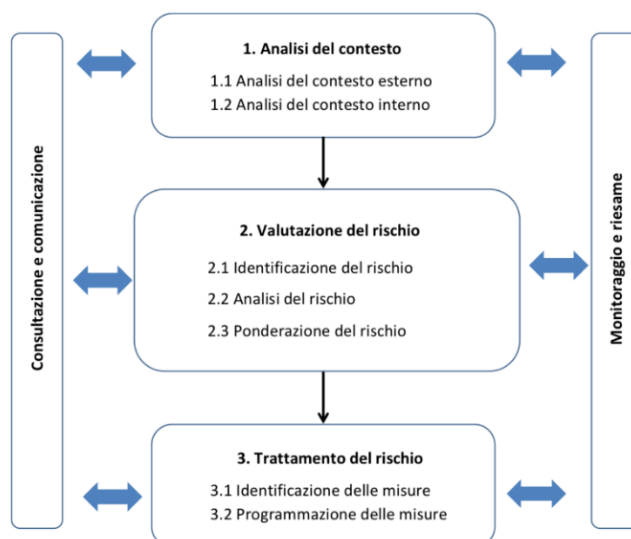 Consultazione e comunicazione
1. Analisi del contesto
1.1 Analisi del contesto esterno
1.2 Analisi del contesto interno
2. Valutazione del rischio
2.1 Identificazione del rischio
2.2 Analisi del rischio
2.3 Ponderazione del rischio
3. Trattamento del rischio
3.1 Identificazione delle misure
3.2 Programmazione delle misure
Monitoraggio e riesame